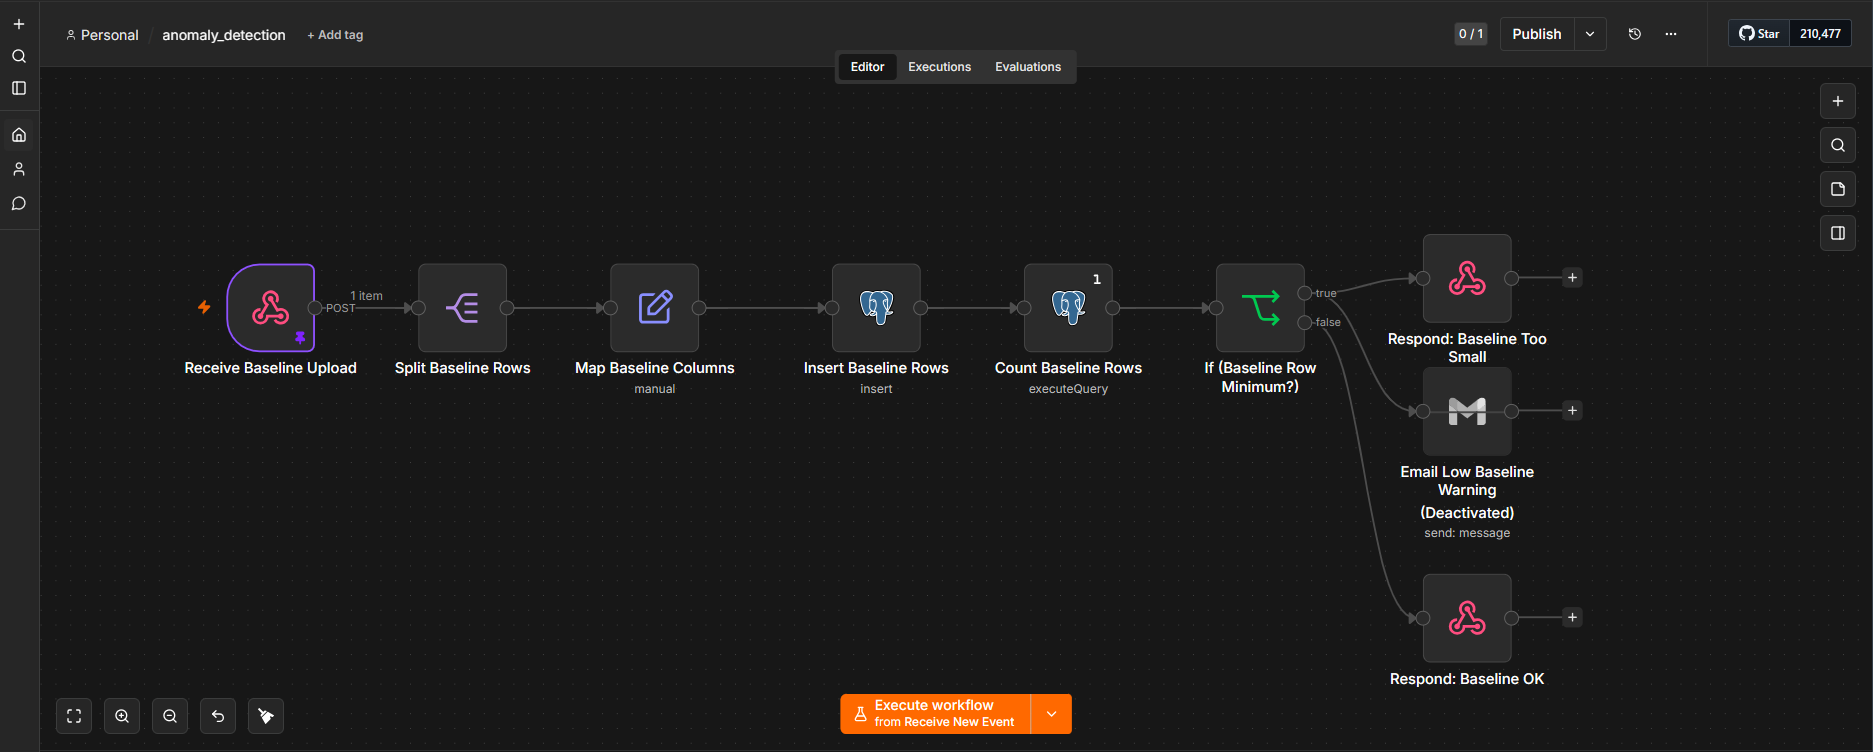 Personal / anomaly_detection + Add tag
0 / 1
Publish
Star 210,477
Editor Executions Evaluations
1 item
POST
Receive Baseline Upload
Split Baseline Rows
Map Baseline Columns
manual
Insert Baseline Rows
insert
1
Count Baseline Rows
executeQuery
true
false
If (Baseline Row
Minimum?)
Respond: Baseline Too
Small
Email Low Baseline
Warning
(Deactivated)
send: message
Respond: Baseline OK
Execute workflow
from Receive New Event